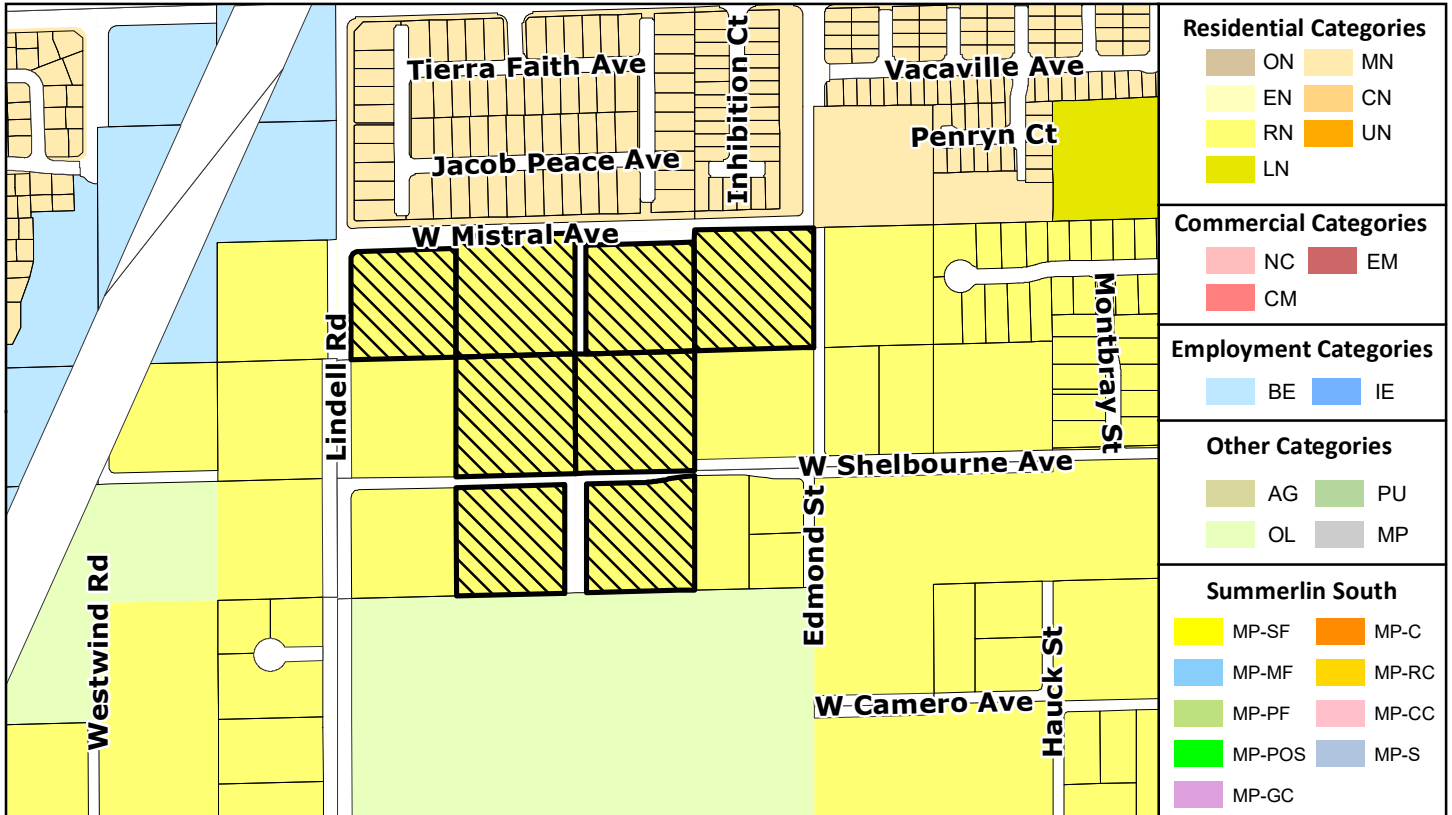 Tierra Faith Ave
Inhibition Ct
Vacaville Ave
Penryn Ct
Jacob Peace Ave
W Mistral Ave
Montbray St
Lindell Rd
W Shelbourne Ave
Edmond St
Westwind Rd
Hauck St
W Camero Ave
Residential Categories
ON MN
EN CN
RN UN
LN
Commercial Categories
NC EM
CM
Employment Categories
BE IE
Other Categories
AG PU
OL MP
Summerlin South
MP-SF MP-C
MP-MF MP-RC
MP-PF MP-CC
MP-POS MP-S
MP-GC